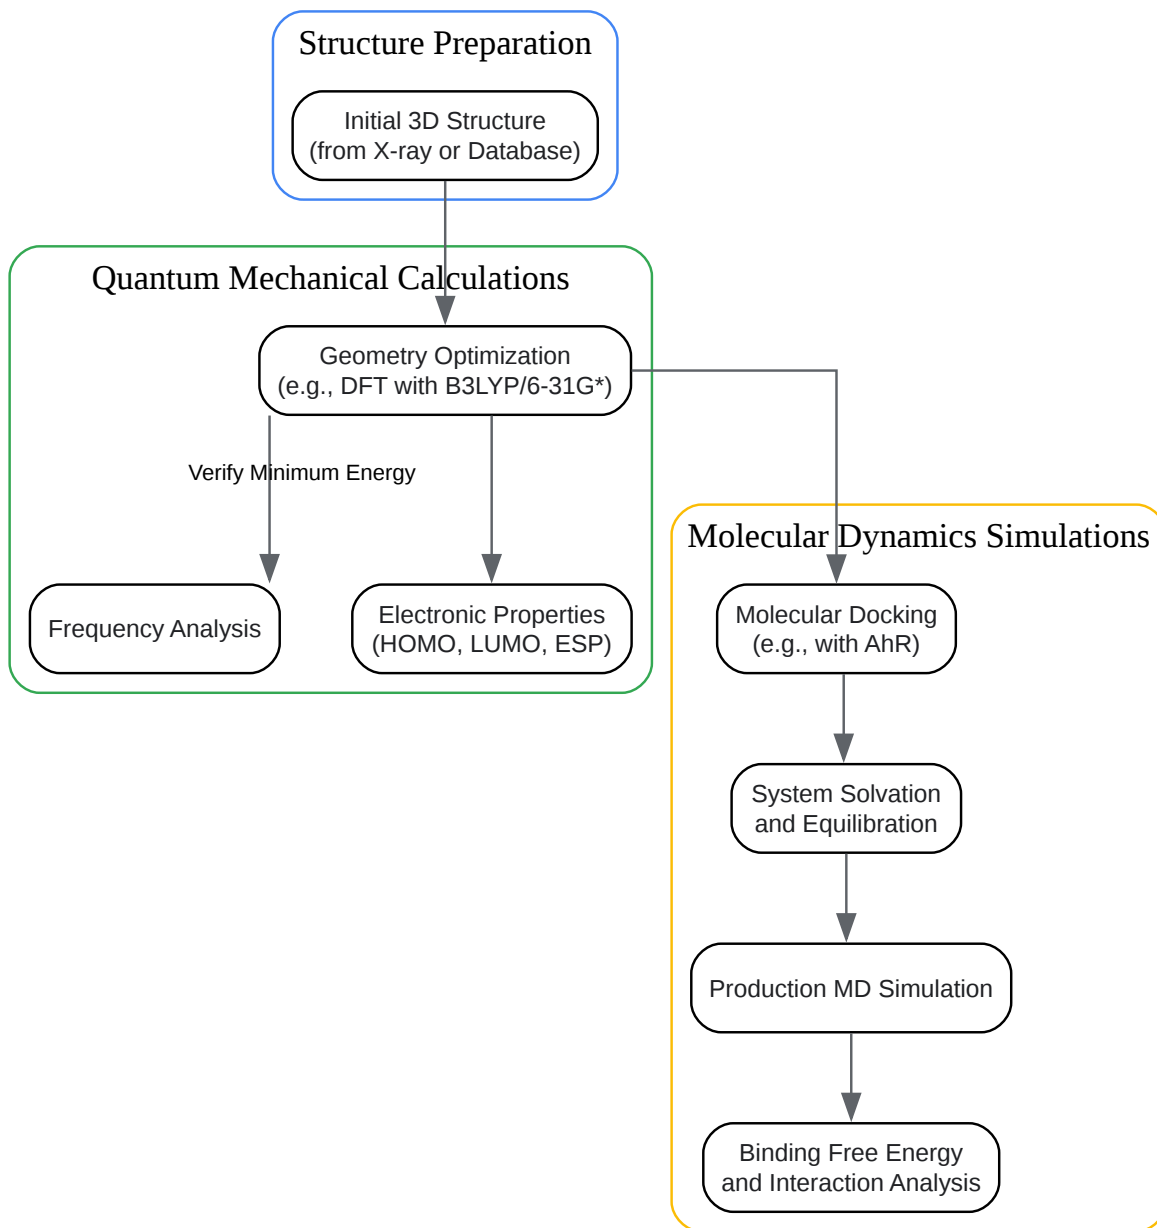 Structure Preparation
Initial 3D Structure
(from X-ray or Database)
Quantum Mechanical Calculations
Geometry Optimization
(e.g., DFT with B3LYP/6-31G*)
Verify Minimum Energy
Frequency Analysis
Electronic Properties
(HOMO, LUMO, ESP)
Molecular Dynamics Simulations
Molecular Docking
(e.g., with AhR)
System Solvation
and Equilibration
Production MD Simulation
Binding Free Energy
and Interaction Analysis